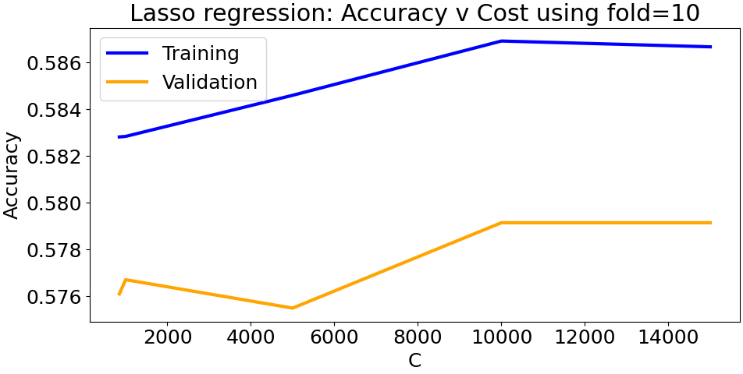 Lasso regression: Accuracy v Cost using fold=10
Training
Validation
Accuracy
0.586
0.584
0.582
0.580
0.578
0.576
2000 4000 6000 8000 10000 12000 14000
C